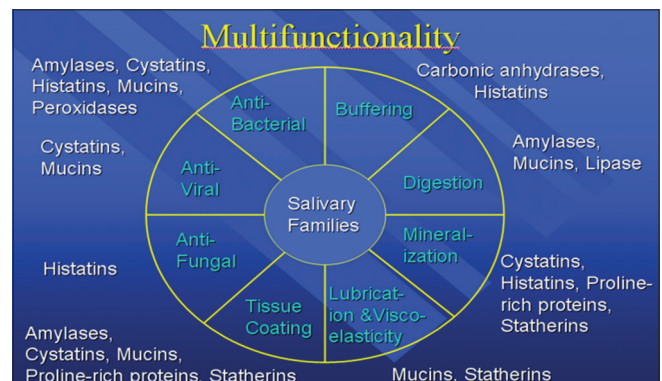 Multifunctionality
Amylases, Cystatins,
Histatins, Mucins,
Peroxidases
Carbonic anhydrases,
Histatins
Anti-
Bacterial
Buffering
Cystatins,
Mucins
Amylases,
Mucins, Lipase
Anti-
Viral
Digestion
Salivary
Families
Anti-
Fungal
Mineral-
ization
Histatins
Cystatins,
Histatins, Proline-
rich proteins,
Statherins
Tissue
Coating
Lubricat-
ion &Visco-
elasticity
Amylases,
Cystatins, Mucins,
Proline-rich proteins, Statherins
Mucins, Statherins